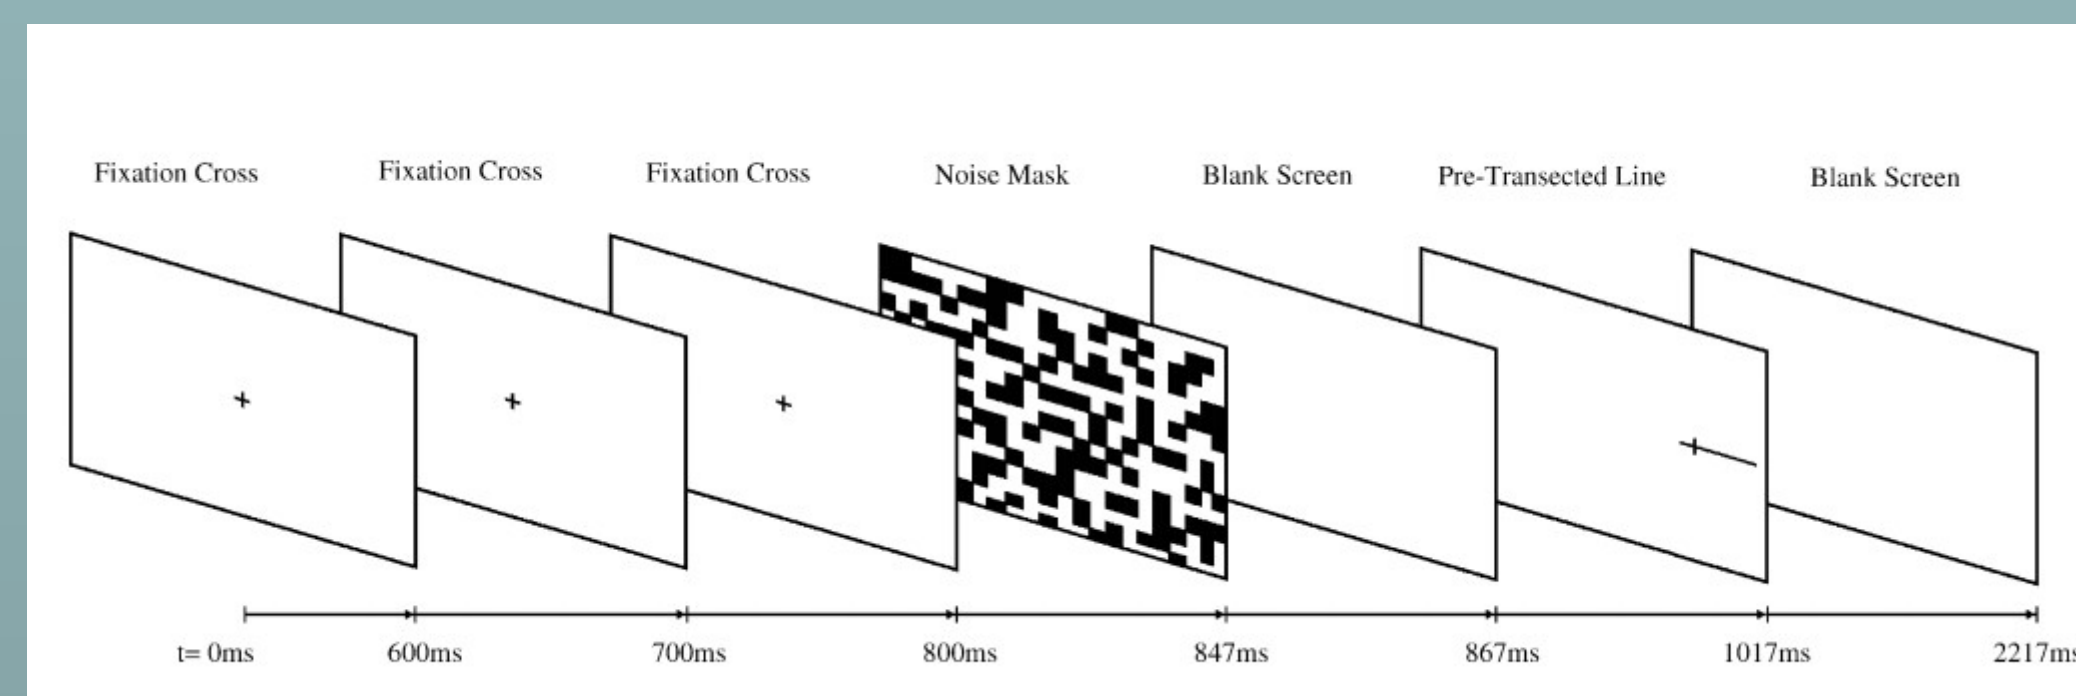 Fixation Cross Fixation Cross Fixation Cross Noise Mask Blank Screen Pre-Transected Line Blank Screen
t= 0ms 600ms 700ms 800ms 847ms 867ms 1017ms 2217ms